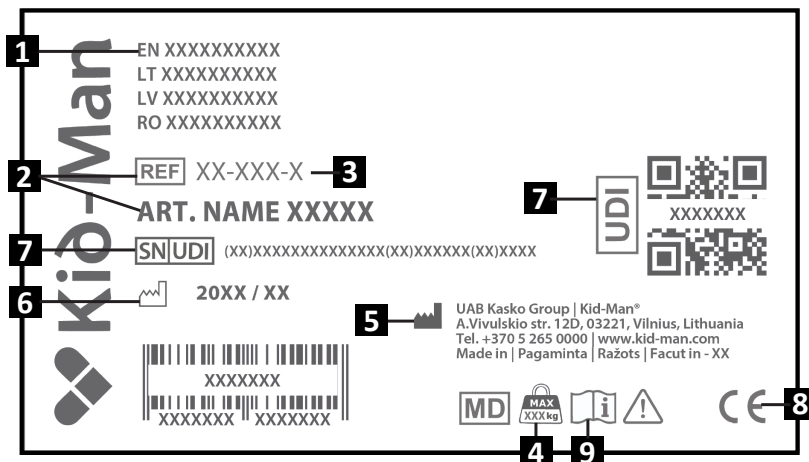 1
EN XXXXXXXXXX
LT XXXXXXXXXX
LV XXXXXXXXXX
RO XXXXXXXXXX
Kið-Man
2
REF XX-XXX-X
3
ART. NAME XXXXX
7
SN UDI (XX)XXXXXXXXXXXXXX(XX)XXXXXX(XX)XXXX
6
20XX / XX
XXXXXXX
XXXXXXX XXXXXXX
7
UDI
XXXXXXX
5
UAB Kasko Group | Kid-Man®
A.Vivulskio str. 12D, 03221, Vilnius, Lithuania
Tel. +370 5 265 0000 | www.kid-man.com
Made in | Pagaminta | Ražots | Facut in - XX
MD
MAX
XXX kg
i
CE
8
4
9